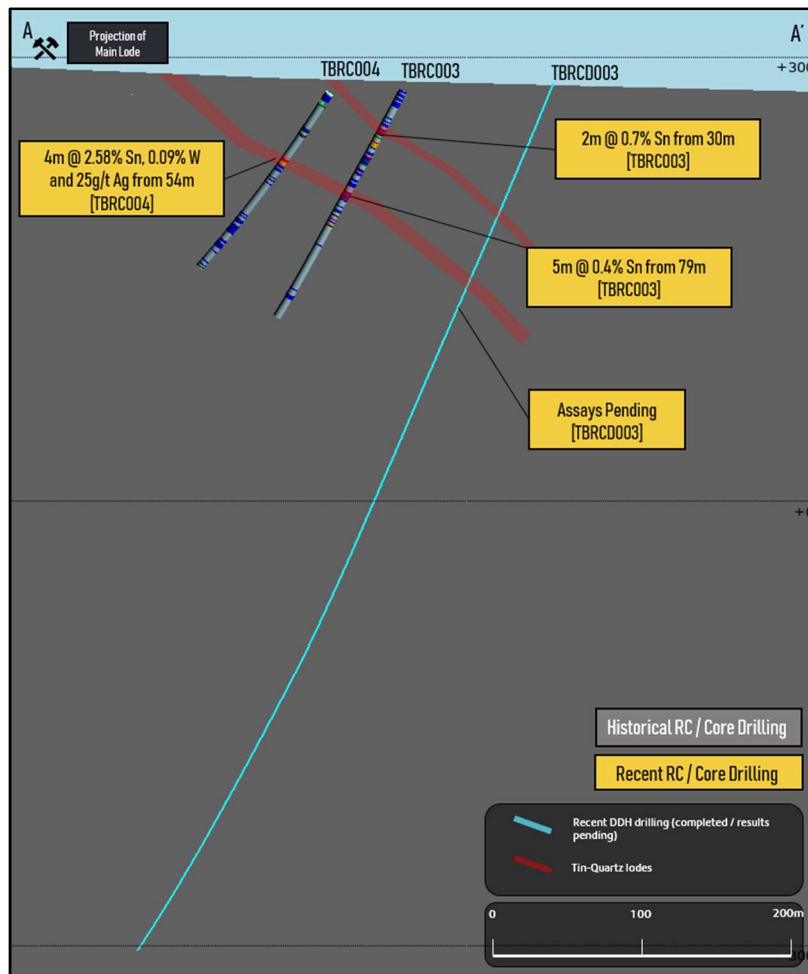 A
Projection of
Main Lode
A'
TBRC004
TBRC003
TBRCD003
+300
4m @ 2.58% Sn, 0.09% W
and 25g/t Ag from 54m
[TBRC004]
2m @ 0.7% Sn from 30m
[TBRC003]
5m @ 0.4% Sn from 79m
[TBRC003]
Assays Pending
[TBRCD003]
Historical RC / Core Drilling
Recent RC / Core Drilling
Recent DDH drilling (completed / results
pending)
Tin-Quartz lodes
0
100
200m